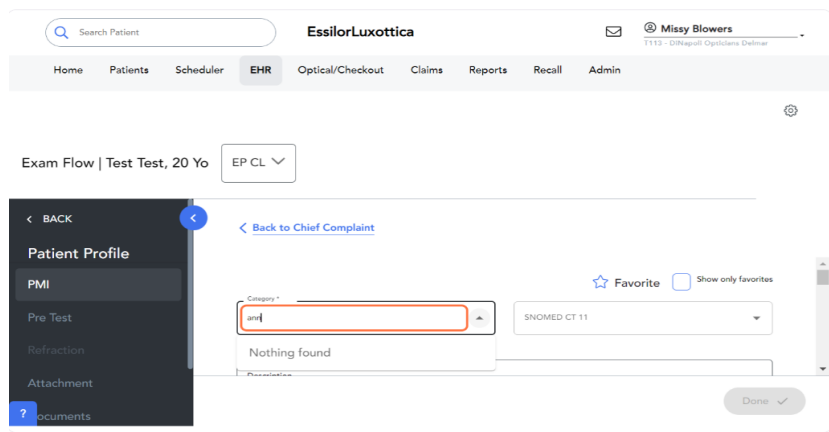 Search Patient
EssilorLuxottica
Missy Blowers
T113 - DiNapoli Opticians Delmar
Home Patients Scheduler EHR Optical/Checkout Claims Reports Recall Admin
Exam Flow | Test Test, 20 Yo
EP CL
BACK
Back to Chief Complaint
Patient Profile
PMI
Favorite
Show only favorites
Category *
ann
SNOMED CT 11
Pre Test
Refraction
Nothing found
Description
Attachment
Done
?
ocuments